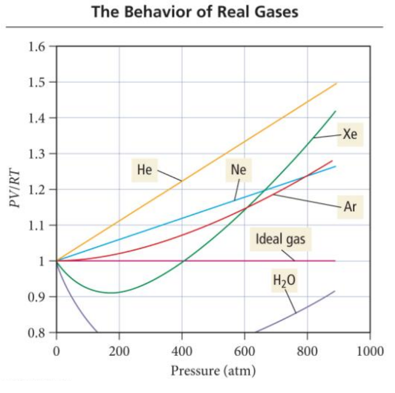 The Behavior of Real Gases
1.6
1.5
1.4
1.3
1.2
1.1
1
0.9
0.8
PV/RT
He
Ne
Xe
Ar
Ideal gas
H₂O
0 200 400 600 800 1000
Pressure (atm)